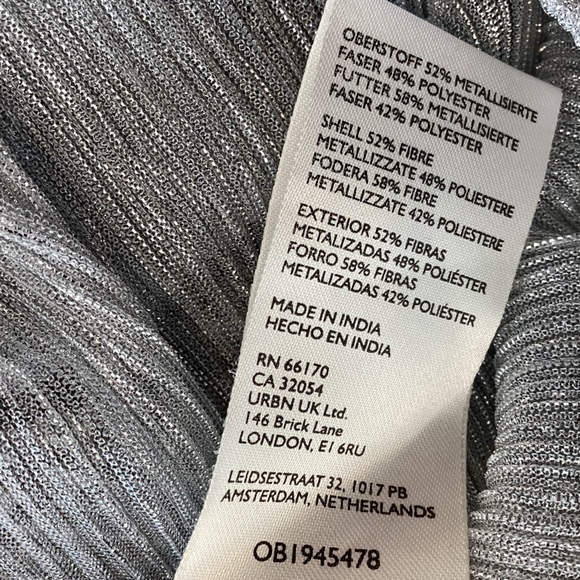 OBERSTOFF 52% METALLISIERTE
FASER 48% POLYESTER
FUTTER 58% METALLISIERTE
FASER 42% POLYESTER
SHELL 52% FIBRE
METALLIZZATE 48% POLIESTERE
FODERA 58% FIBRE
METALLIZZATE 42% POLIESTERE
EXTERIOR 52% FIBRAS
METALIZADAS 48% POLIÉSTER
FORRO 58% FIBRAS
METALIZADAS 42% POLIÉSTER
MADE IN INDIA
HECHO EN INDIA
RN 66170
CA 32054
URBN UK Ltd.
146 Brick Lane
LONDON, E1 6RU
LEIDSESTRAAT 32, 1017 PB
AMSTERDAM, NETHERLANDS
OB1945478